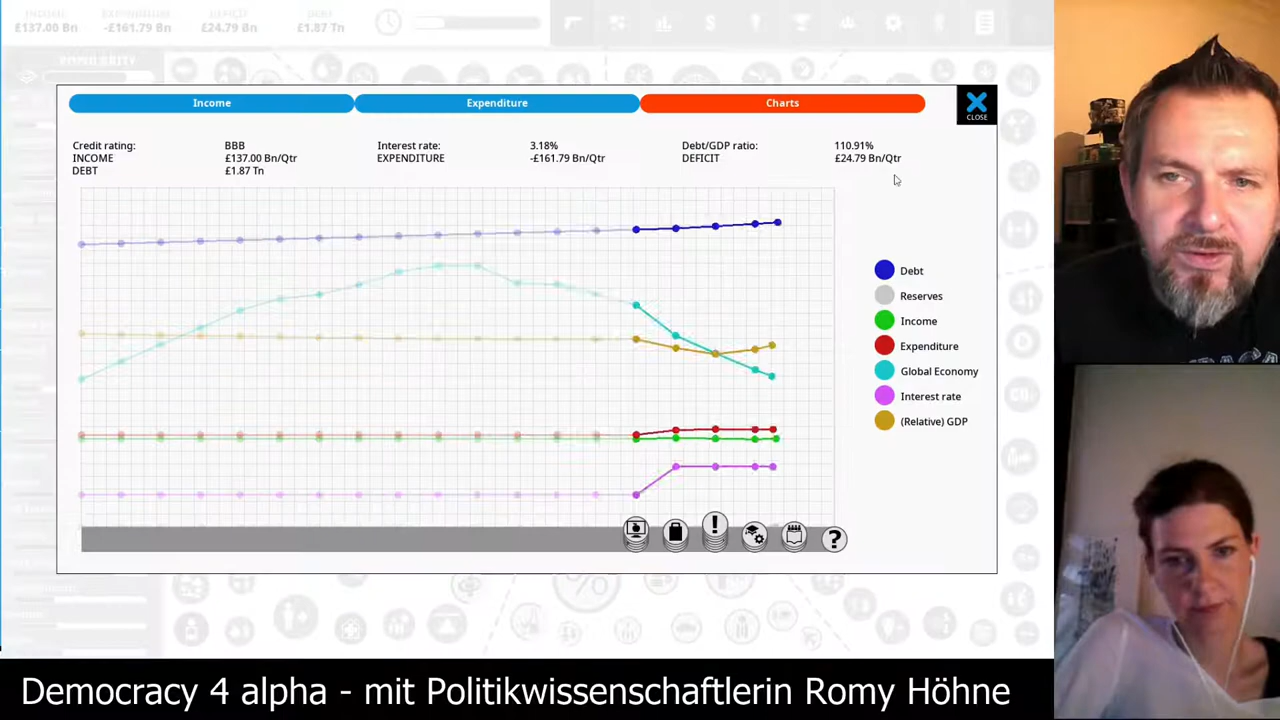 INCOME
DEFICIT
DEBT
£137.00 Bn
-£161.79 Bn
£24.79 Bn
£1.87 Tn
Income
Expenditure
Charts
CLOSE
Credit rating:
BBB
Interest rate:
3.18%
Debt/GDP ratio:
110.91%
INCOME
£137.00 Bn/Qtr
EXPENDITURE
-£161.79 Bn/Qtr
DEFICIT
£24.79 Bn/Qtr
DEBT
£1.87 Tn
Debt
Reserves
Income
Expenditure
Global Economy
Interest rate
(Relative) GDP
!
?
Democracy 4 alpha - mit Politikwissenschaftlerin Romy Höhne